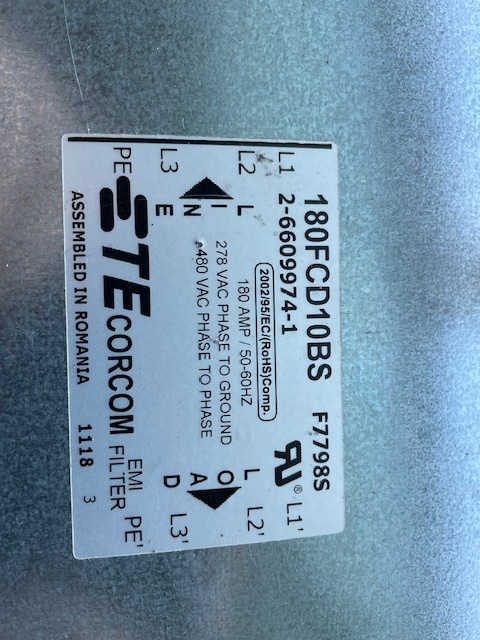 180FCD10BS F7798S
2-6609974-1
L1 L1'
2002/95/EC/(RoHS)Comp.
180 AMP / 50-60HZ
278 VAC PHASE TO GROUND
480 VAC PHASE TO PHASE
L2 L2'
L3 L3'
LINE
LOAD
PE PE'
TE CORCOM EMI FILTER
ASSEMBLED IN ROMANIA 1118 3